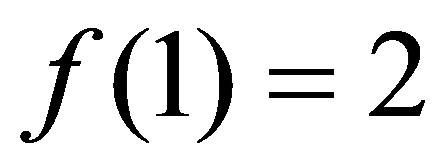 f(1) = 2